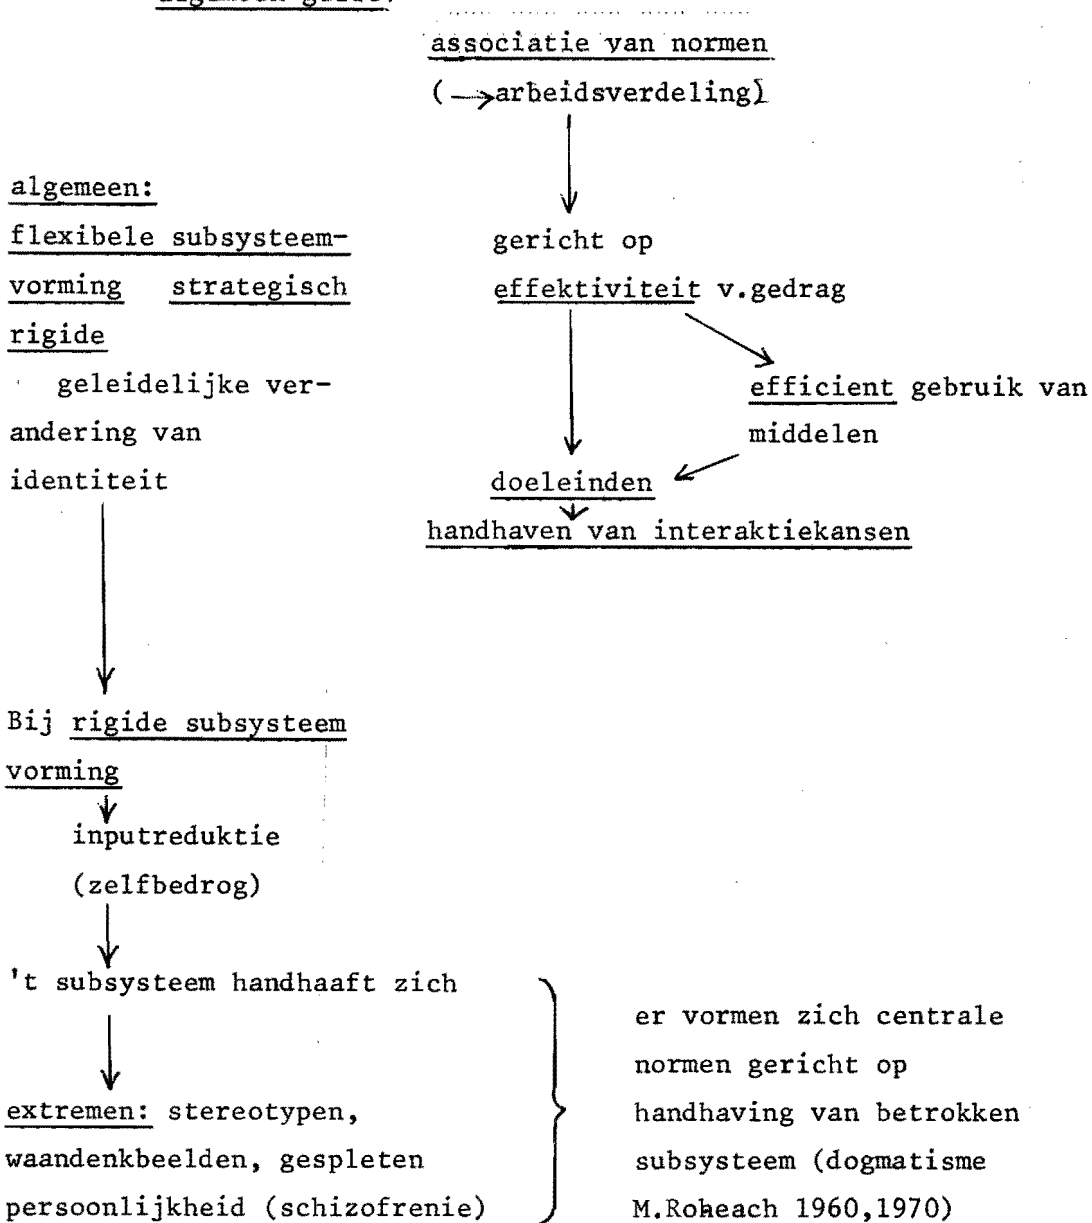 associatie van normen
(→arbeidsverdeling)
algemeen:
flexibele subsysteem-
vorming strategisch
rigide
geleidelijke ver-
andering van
identiteit
gericht op
effektiviteit v.gedrag
efficient gebruik van
middelen
doeleinden
handhaven van interaktiekansen
Bij rigide subsysteem
vorming
inputreduktie
(zelfbedrog)
't subsysteem handhaaft zich
extremen: stereotypen,
waandenkbeelden, gespleten
persoonlijkheid (schizofrenie)
er vormen zich centrale
normen gericht op
handhaving van betrokken
subsysteem (dogmatisme
M.Rokeach 1960,1970)